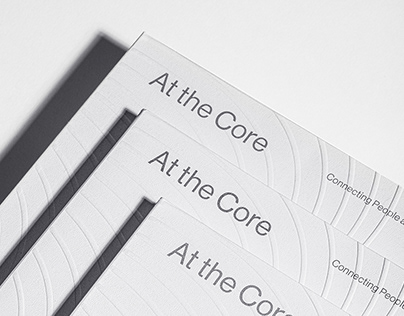 At the Core
Connecting People a
At the Core
Connecting People
At the Core